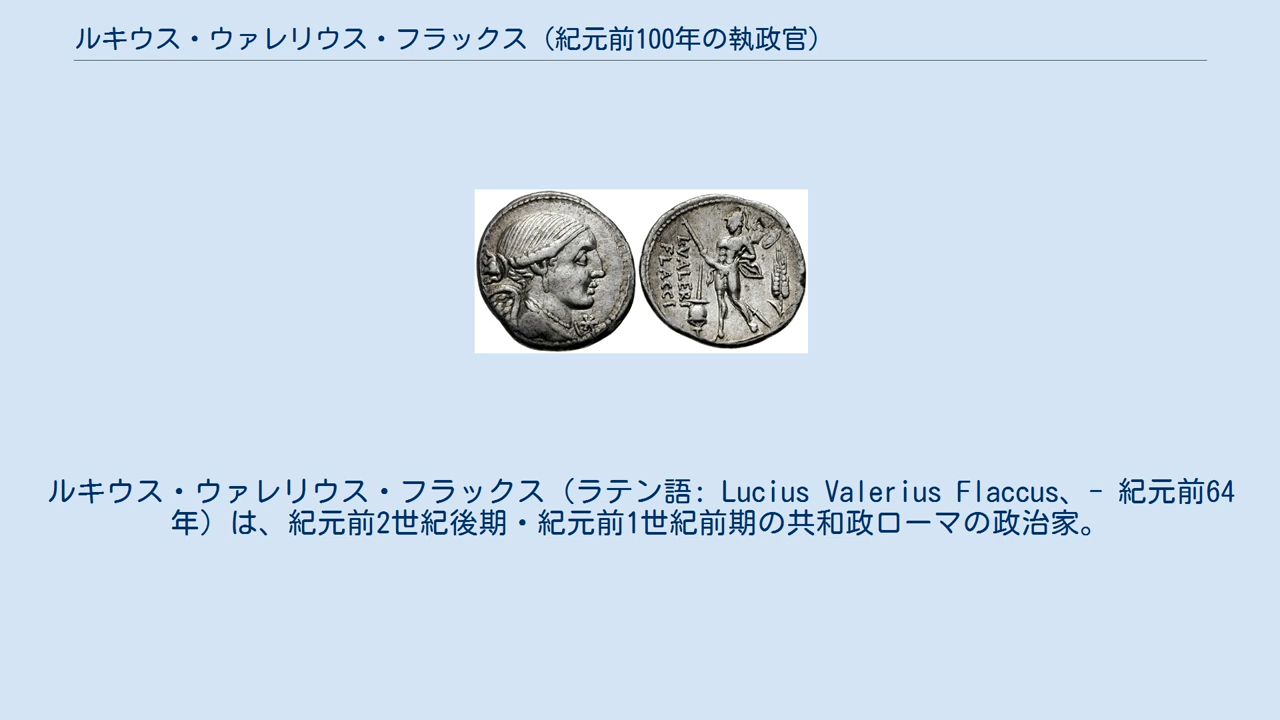 ルキウス・ウァレリウス・フラックス（紀元前100年の執政官）
L·VALERI
FLACCI
ルキウス・ウァレリウス・フラックス（ラテン語: Lucius Valerius Flaccus、- 紀元前64
年）は、紀元前2世紀後期・紀元前1世紀前期の共和政ローマの政治家。